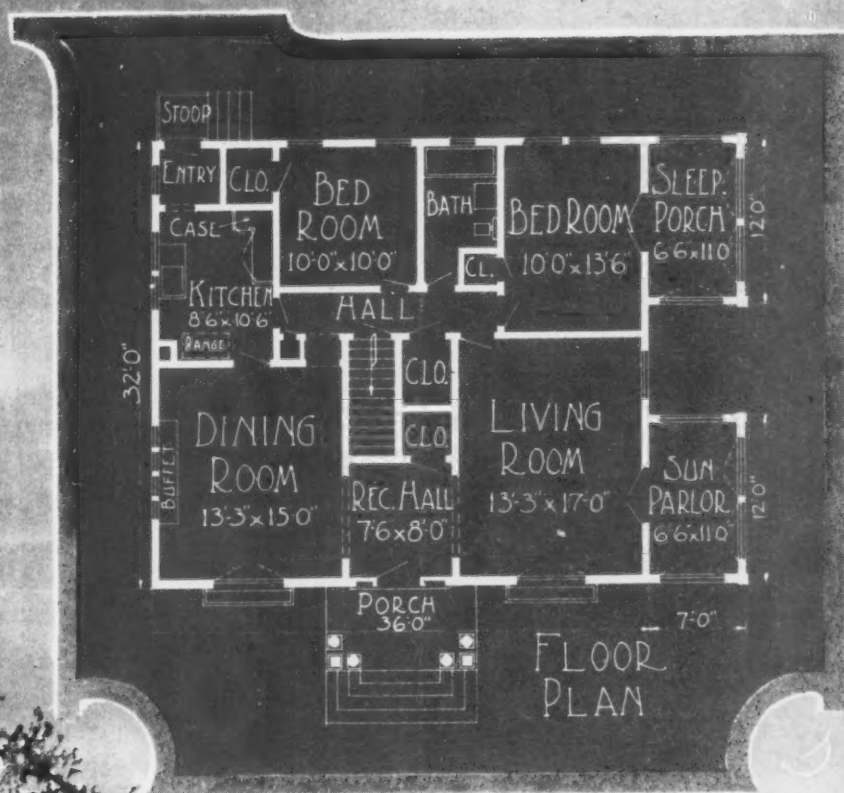 STOOP
ENTRY
CLO.
BED
ROOM
10'-0"x10'-0"
BATH
BED ROOM
10'-0"x13'-6"
SLEEP.
PORCH
6'-6"x11'-0"
12'-0"
CASE
CL.
KITCHEN
8'-6"x10'-6"
RANGE
HALL
32'-0"
CLO.
CLO.
DINING
ROOM
13'-3"x15'-0"
BUFFET
REC. HALL
7'-6"x8'-0"
LIVING
ROOM
13'-3"x17'-0"
SUN
PARLOR
6'-6"x11'-0"
12'-0"
PORCH
36'-0"
7'-0"
FLOOR
PLAN